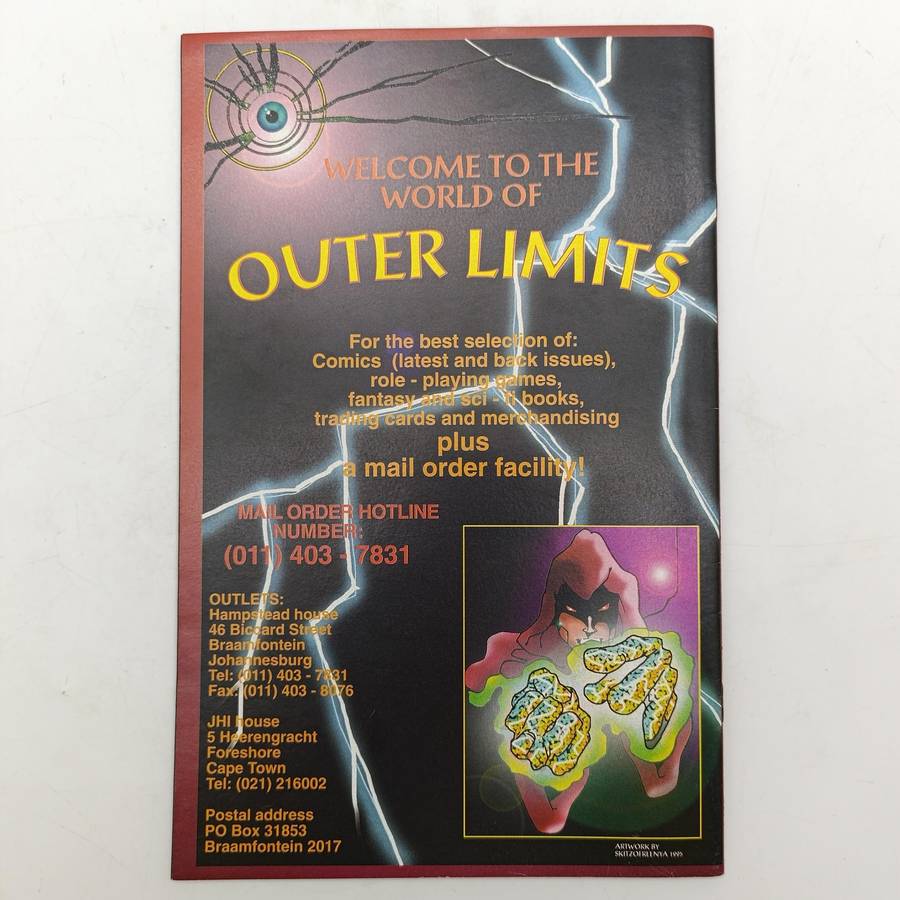 WELCOME TO THE
WORLD OF
OUTER LIMITS
For the best selection of:
Comics (latest and back issues),
role - playing games,
fantasy and sci - fi books,
trading cards and merchandising
plus
a mail order facility!
MAIL ORDER HOTLINE
NUMBER:
(011) 403 - 7831
OUTLETS:
Hampstead house
46 Biccard Street
Braamfontein
Johannesburg
Tel: (011) 403 - 7831
Fax: (011) 403 - 8076
JHI house
5 Heerengracht
Foreshore
Cape Town
Tel: (021) 216002
Postal address
PO Box 31853
Braamfontein 2017
ARTWORK BY
1995